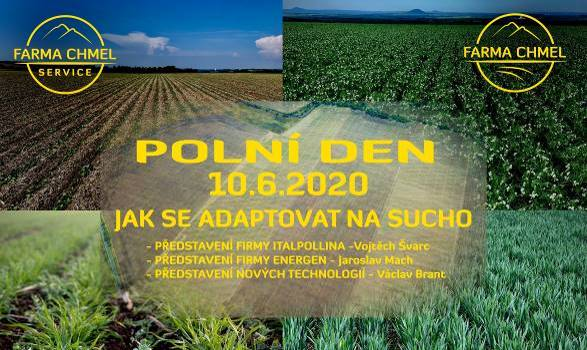 FARMA CHMEL
SERVICE
FARMA CHMEL
POLNÍ DEN
10.6.2020
JAK SE ADAPTOVAT NA SUCHO
- PŘEDSTAVENÍ FIRMY ITALPOLLINA -Vojtěch Švarc
- PŘEDSTAVENÍ FIRMY ENERGEN - Jaroslav Mach
- PŘEDSTAVENÍ NOVÝCH TECHNOLOGIÍ - Václav Brant